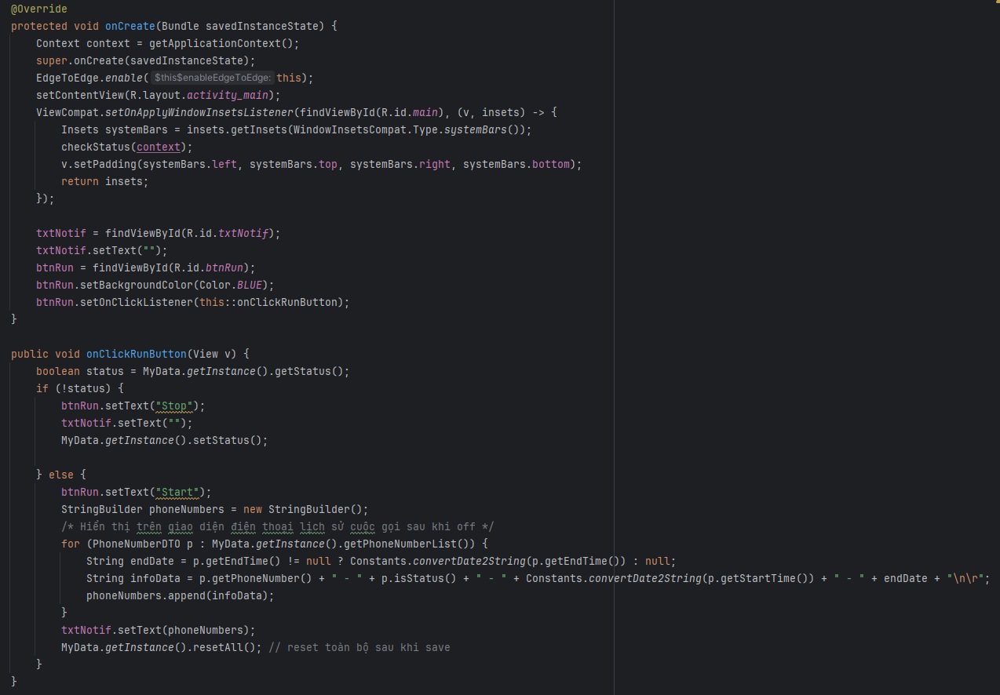 @Override
protected void onCreate(Bundle savedInstanceState) {
    Context context = getApplicationContext();
    super.onCreate(savedInstanceState);
    EdgeToEdge.enable( $this$enableEdgeToEdge: this);
    setContentView(R.layout.activity_main);
    ViewCompat.setOnApplyWindowInsetsListener(findViewById(R.id.main), (v, insets) -> {
        Insets systemBars = insets.getInsets(WindowInsetsCompat.Type.systemBars());
        checkStatus(context);
        v.setPadding(systemBars.left, systemBars.top, systemBars.right, systemBars.bottom);
        return insets;
    });
    txtNotif = findViewById(R.id.txtNotif);
    txtNotif.setText("");
    btnRun = findViewById(R.id.btnRun);
    btnRun.setBackgroundColor(Color.BLUE);
    btnRun.setOnClickListener(this::onClickRunButton);
}
public void onClickRunButton(View v) {
    boolean status = MyData.getInstance().getStatus();
    if (!status) {
        btnRun.setText("Stop");
        txtNotif.setText("");
        MyData.getInstance().setStatus();
    } else {
        btnRun.setText("Start");
        StringBuilder phoneNumbers = new StringBuilder();
        /* Hiển thị trên giao diện điện thoại lịch sử cuộc gọi sau khi off */
        for (PhoneNumberDTO p : MyData.getInstance().getPhoneNumberList()) {
            String endDate = p.getEndTime() != null ? Constants.convertDate2String(p.getEndTime()) : null;
            String infoData = p.getPhoneNumber() + " - " + p.isStatus() + " - " + Constants.convertDate2String(p.getStartTime()) + " - " + endDate + "\n\r";
            phoneNumbers.append(infoData);
        }
        txtNotif.setText(phoneNumbers);
        MyData.getInstance().resetAll(); // reset toàn bộ sau khi save
    }
}